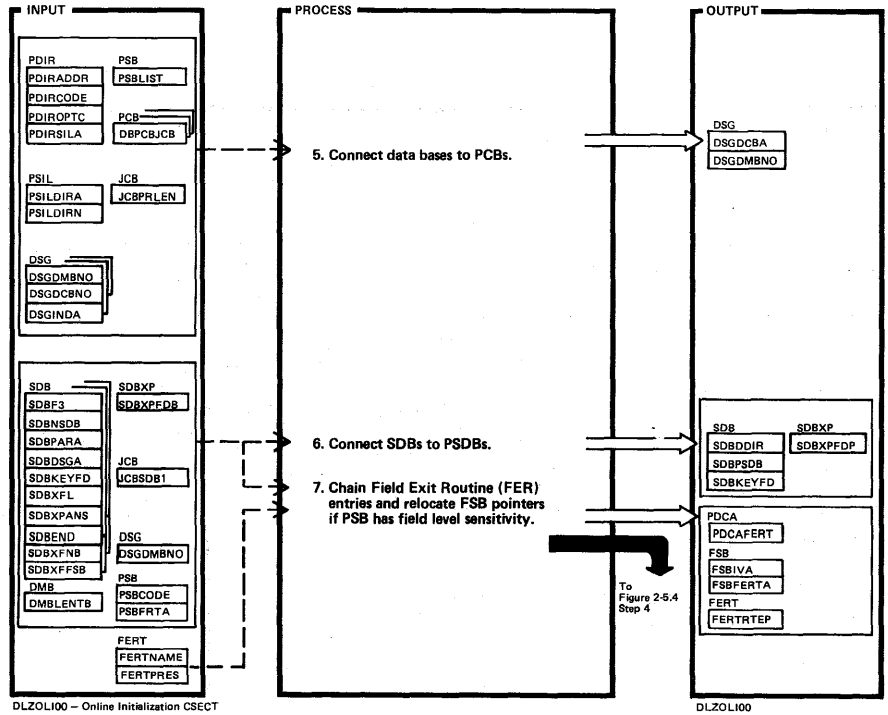 INPUT
PDIR
PDIRADDR
PDIRCODE
PDIROPTC
PDIRSILA
PSB
PSBLIST
PCB
DBPCBJCB
PSIL
PSILDIRA
PSILDIRN
JCB
JCBPRLEN
DSG
DSGDMBNO
DSGDCBNO
DSGINDA
SDB
SDBF3
SDBNSDB
SDBPARA
SDBDSGA
SDBKEYFD
SDBXFL
SDBXPANS
SDBEND
SDBXFNB
SDBXFFSB
DMB
DMBLENTB
SDBXP
SDBXPFDB
JCB
JCBSDB1
DSG
DSGDMBNO
PSB
PSBCODE
PSBFRTA
FERT
FERTNAME
FERTPRES
DLZOLI00 – Online Initialization CSECT
PROCESS
5. Connect data bases to PCBs.
6. Connect SDBs to PSDBs.
7. Chain Field Exit Routine (FER)
entries and relocate FSB pointers
if PSB has field level sensitivity.
To
Figure 2-5.4
Step 4
OUTPUT
DSG
DSGDCBA
DSGDMBNO
SDB
SDBDDIR
SDBPSDB
SDBKEYFD
SDBXP
SDBXPFDP
PDCA
PDCAFERT
FSB
FSBIVA
FSBFERTA
FERT
FERTRTEP
DLZOLI00